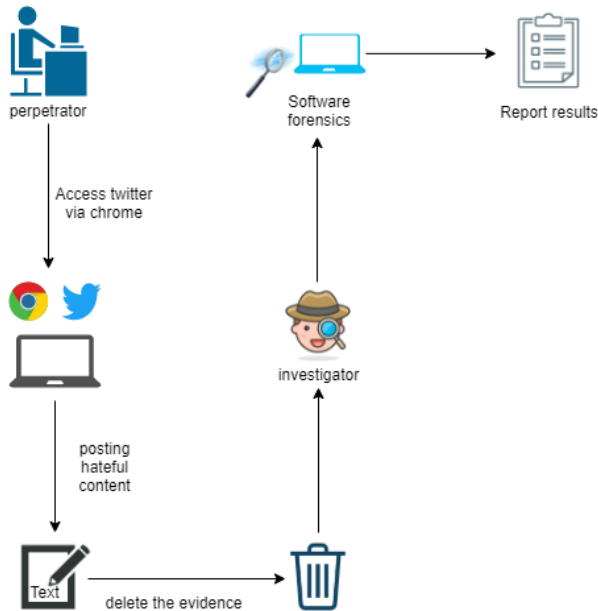 perpetrator
Access twitter
via chrome
posting
hateful
content
Text
delete the evidence
investigator
Software
forensics
Report results